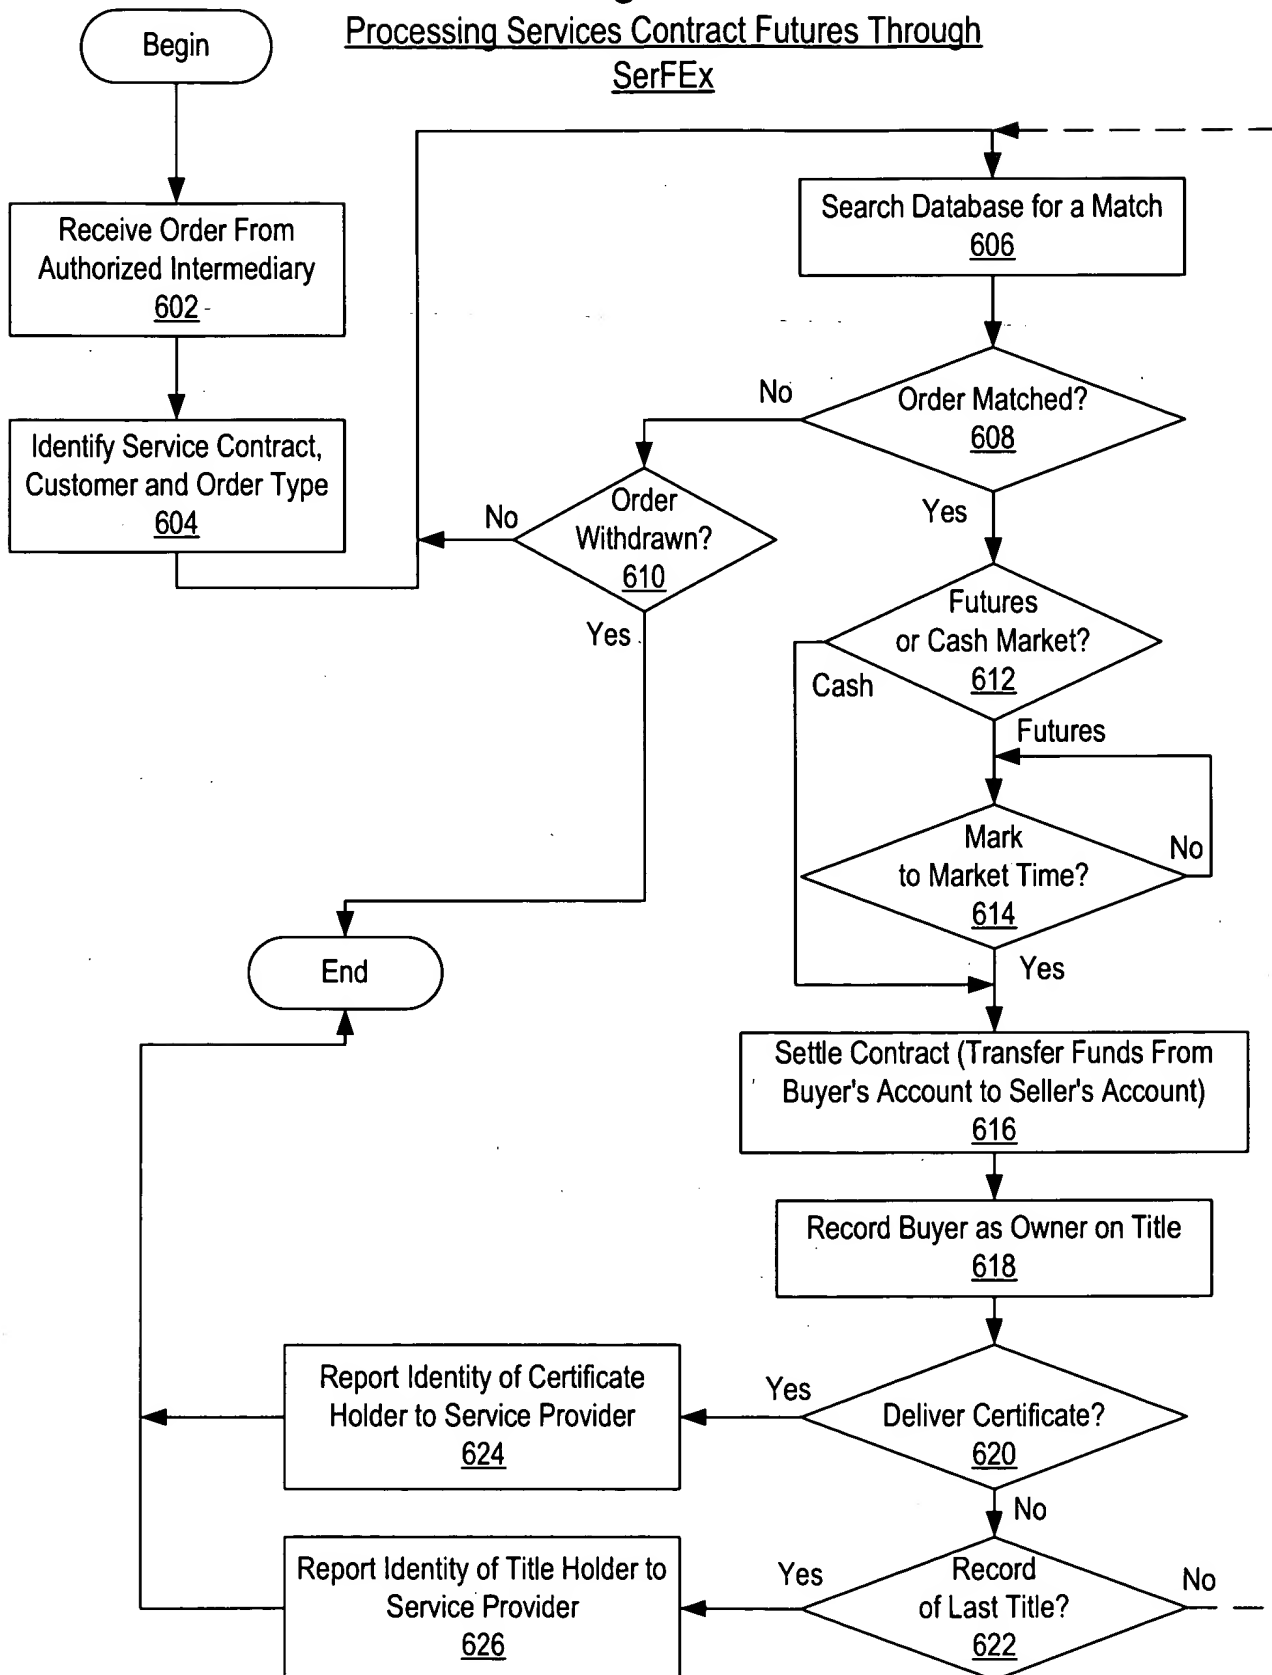 Processing Services Contract Futures Through
SerFEx
Begin
Receive Order From
Authorized Intermediary
602
Identify Service Contract,
Customer and Order Type
604
Search Database for a Match
606
Order Matched?
608
No
Yes
Order
Withdrawn?
610
No
Yes
Futures
or Cash Market?
612
Cash
Futures
Mark
to Market Time?
614
No
Yes
End
Settle Contract (Transfer Funds From
Buyer's Account to Seller's Account)
616
Record Buyer as Owner on Title
618
Deliver Certificate?
620
Yes
No
Report Identity of Certificate
Holder to Service Provider
624
Record
of Last Title?
622
Yes
No
Report Identity of Title Holder to
Service Provider
626